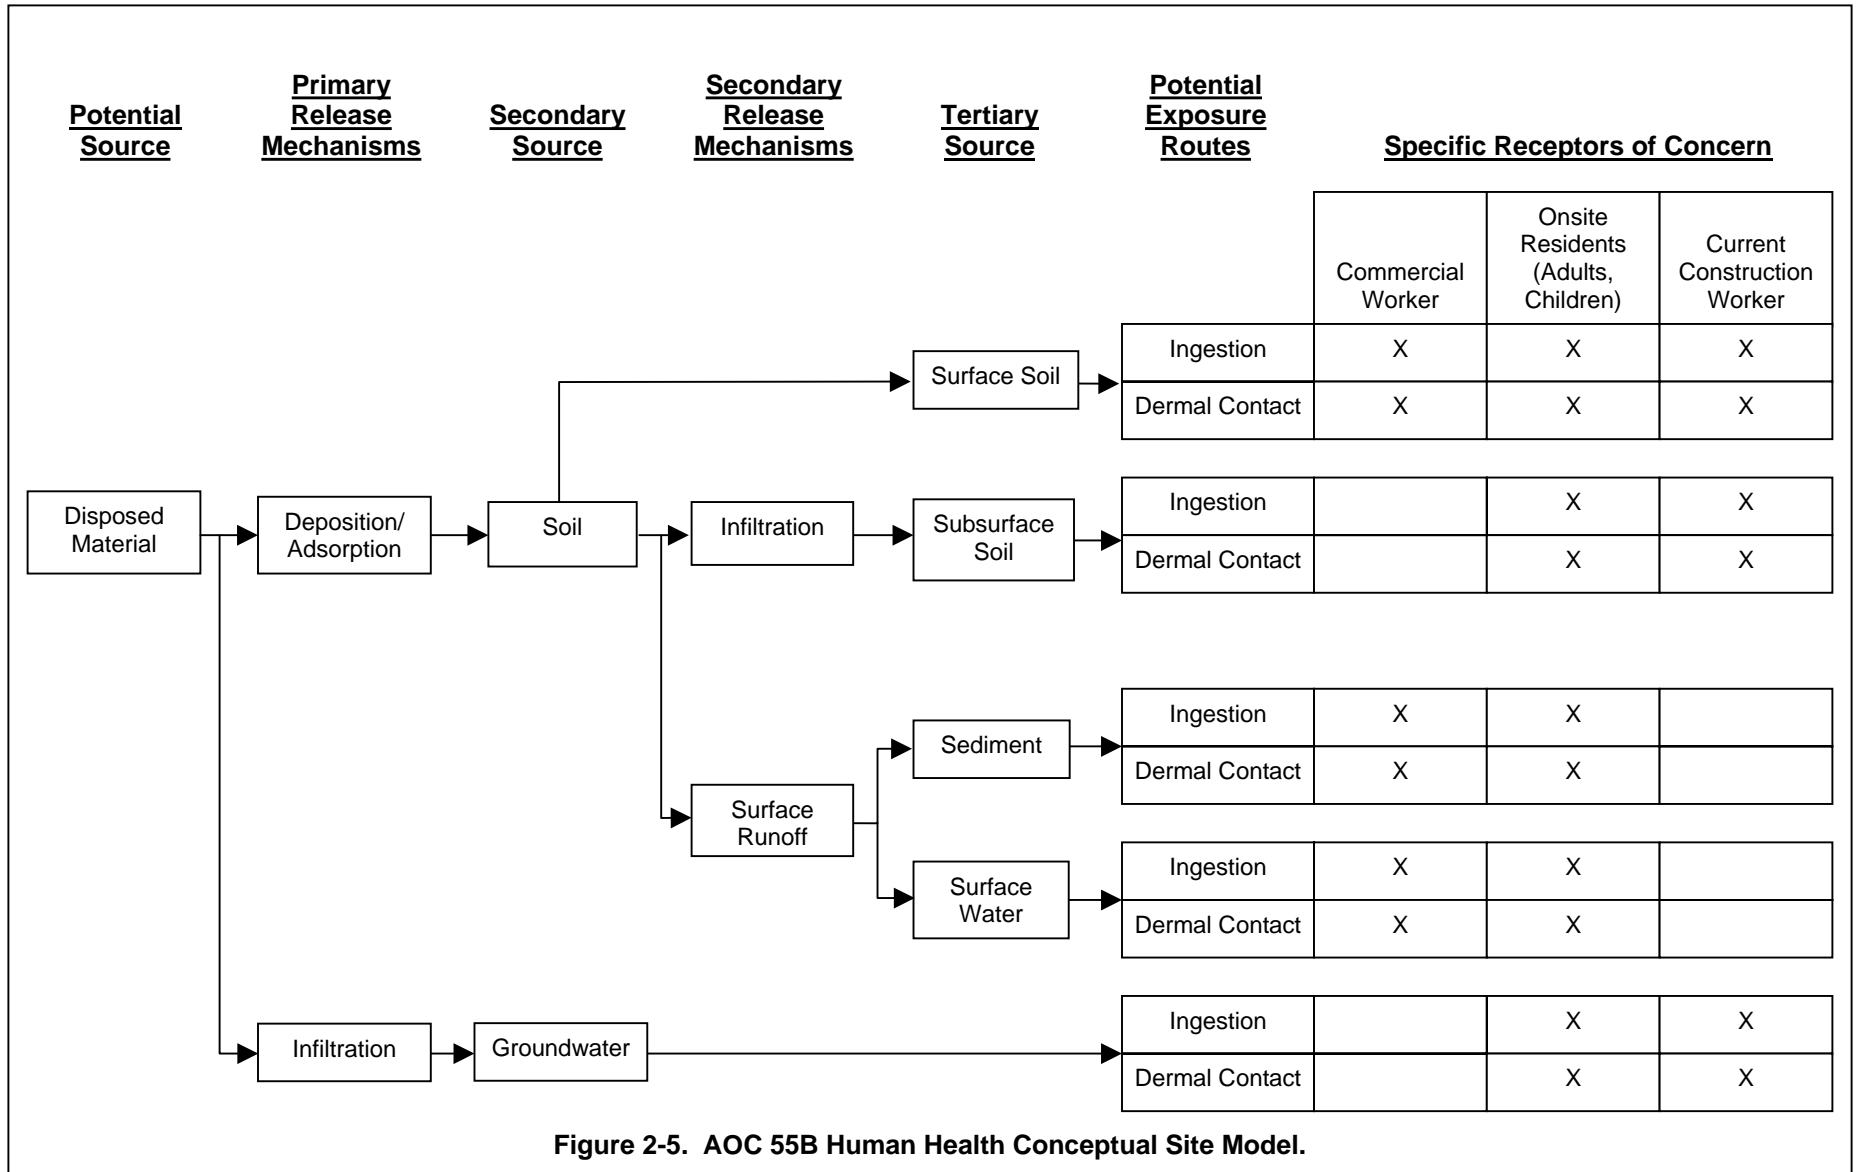 Potential
Source
Primary
Release
Mechanisms
Secondary
Source
Secondary
Release
Mechanisms
Tertiary
Source
Potential
Exposure
Routes
Specific Receptors of Concern
Commercial
Worker
Onsite
Residents
(Adults,
Children)
Current
Construction
Worker
Surface Soil
Ingestion X X X
Dermal Contact X X X
Disposed
Material
Deposition/
Adsorption
Soil
Infiltration
Subsurface
Soil
Ingestion X X
Dermal Contact X X
Surface
Runoff
Sediment
Ingestion X X
Dermal Contact X X
Surface
Water
Ingestion X X
Dermal Contact X X
Infiltration
Groundwater
Ingestion X X
Dermal Contact X X
Figure 2-5. AOC 55B Human Health Conceptual Site Model.